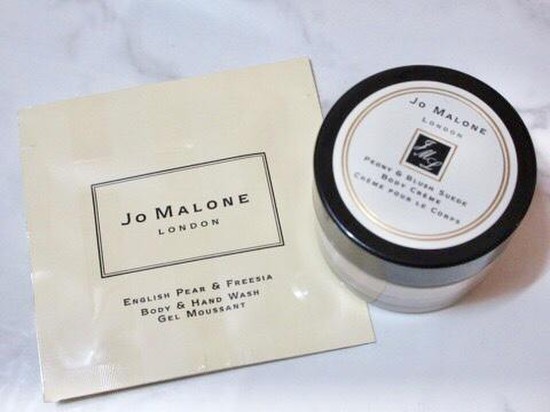 Jo Malone
London
English Pear & Freesia
Body & Hand Wash
Gel Moussant
Jo Malone
London
JML
Peony & Blush Suede
Body Crème
Crème pour le Corps